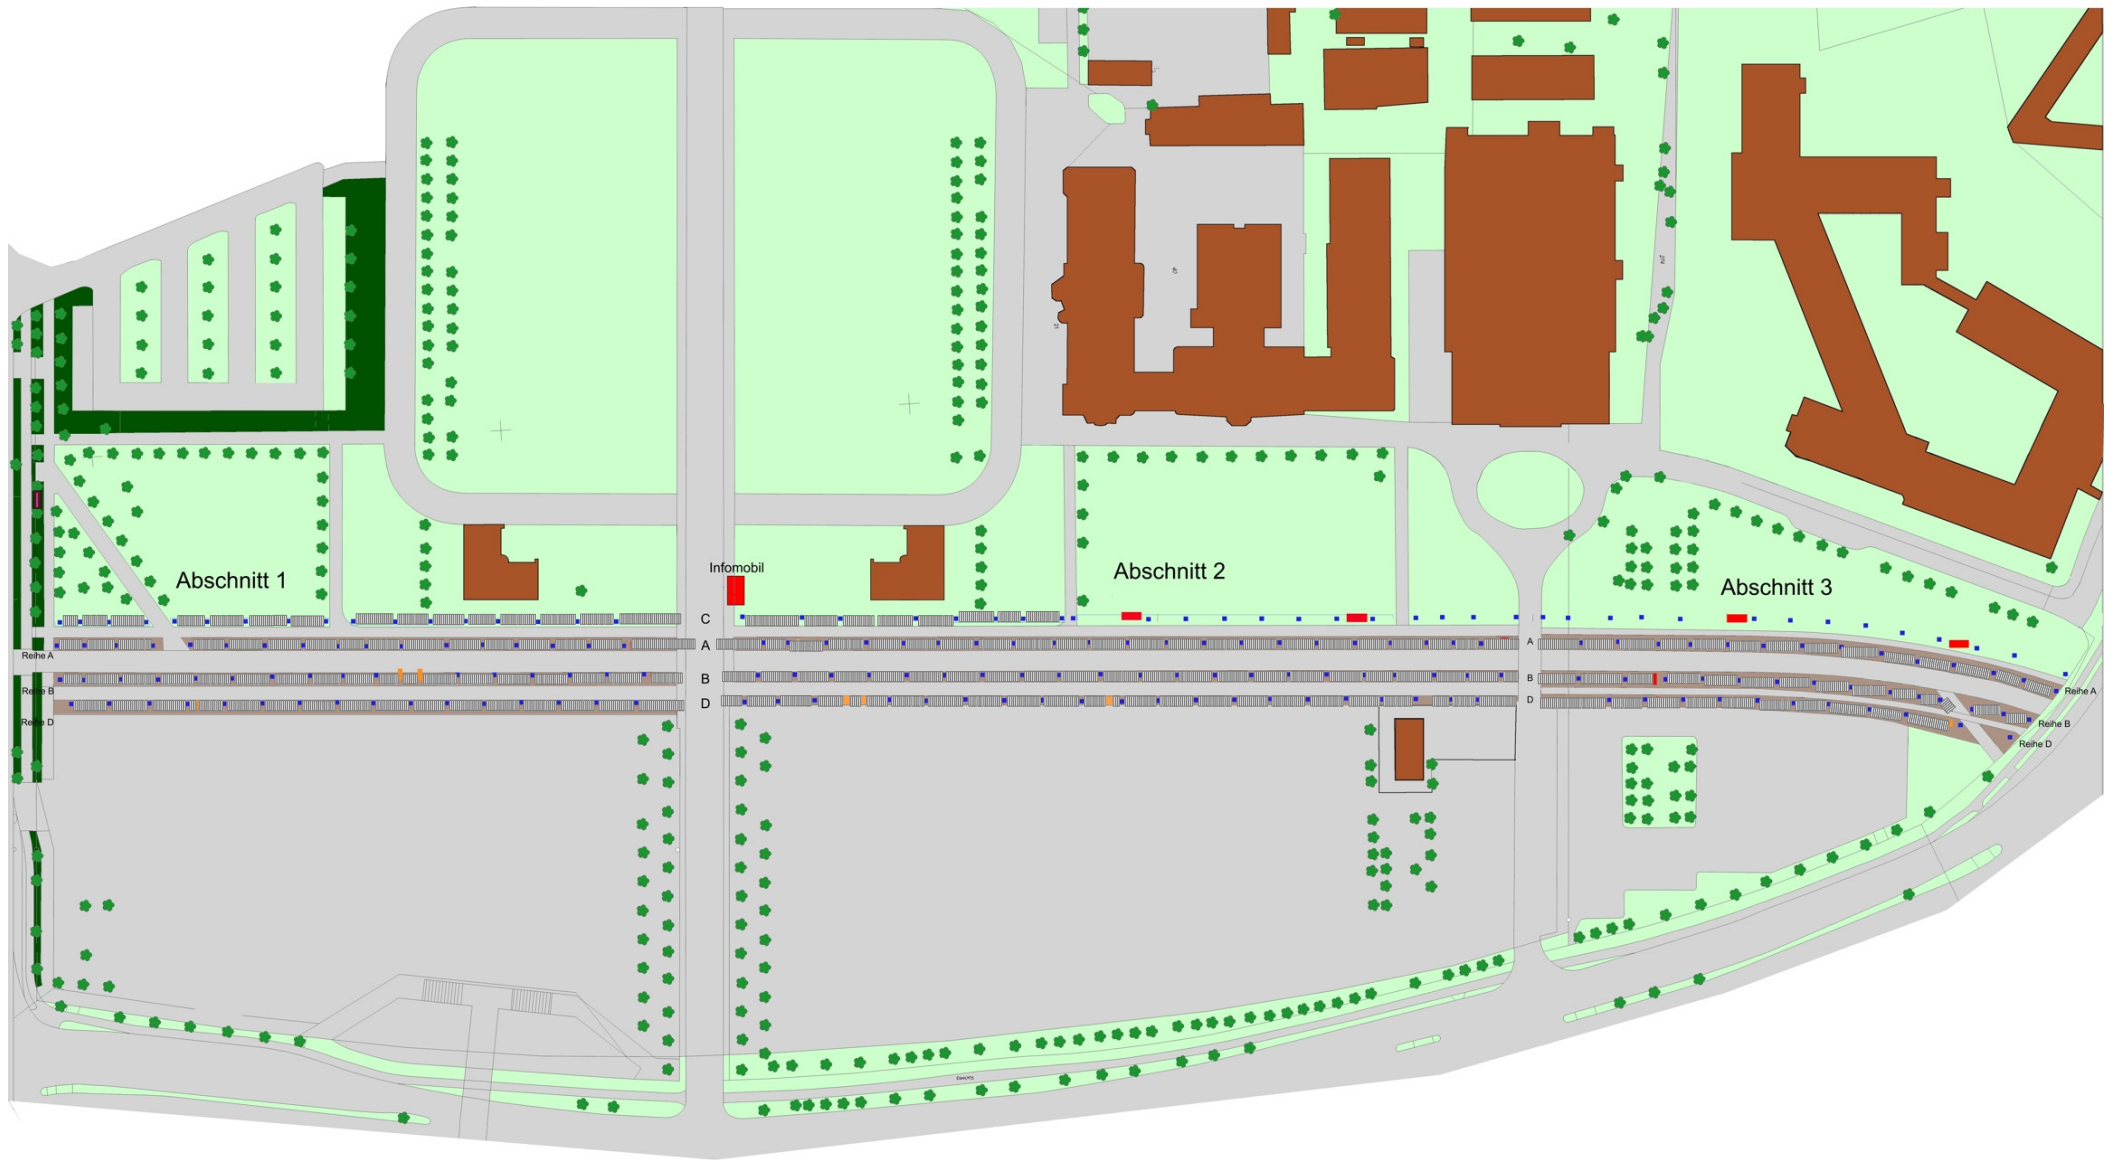 Infomobil
Abschnitt 1
Abschnitt 2
Abschnitt 3
C
A
A
Reihe A
B
B
Reihe A
Reihe B
D
D
Reihe D
Reihe B
Reihe D